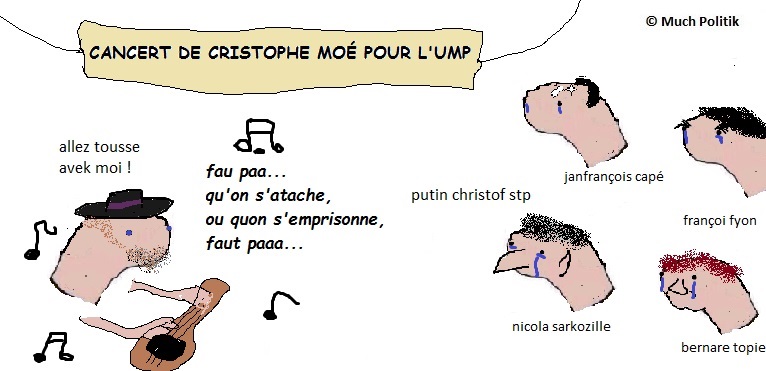 © Much Politik
CANCERT DE CRISTOPHE MOÉ POUR L'UMP
allez tousse
avek moi !
fau paa...
qu'on s'atache,
ou quon s'emprisonne,
faut paaa...
putin christof stp
janfrançois capé
françoi fyon
nicola sarkozille
bernare topie